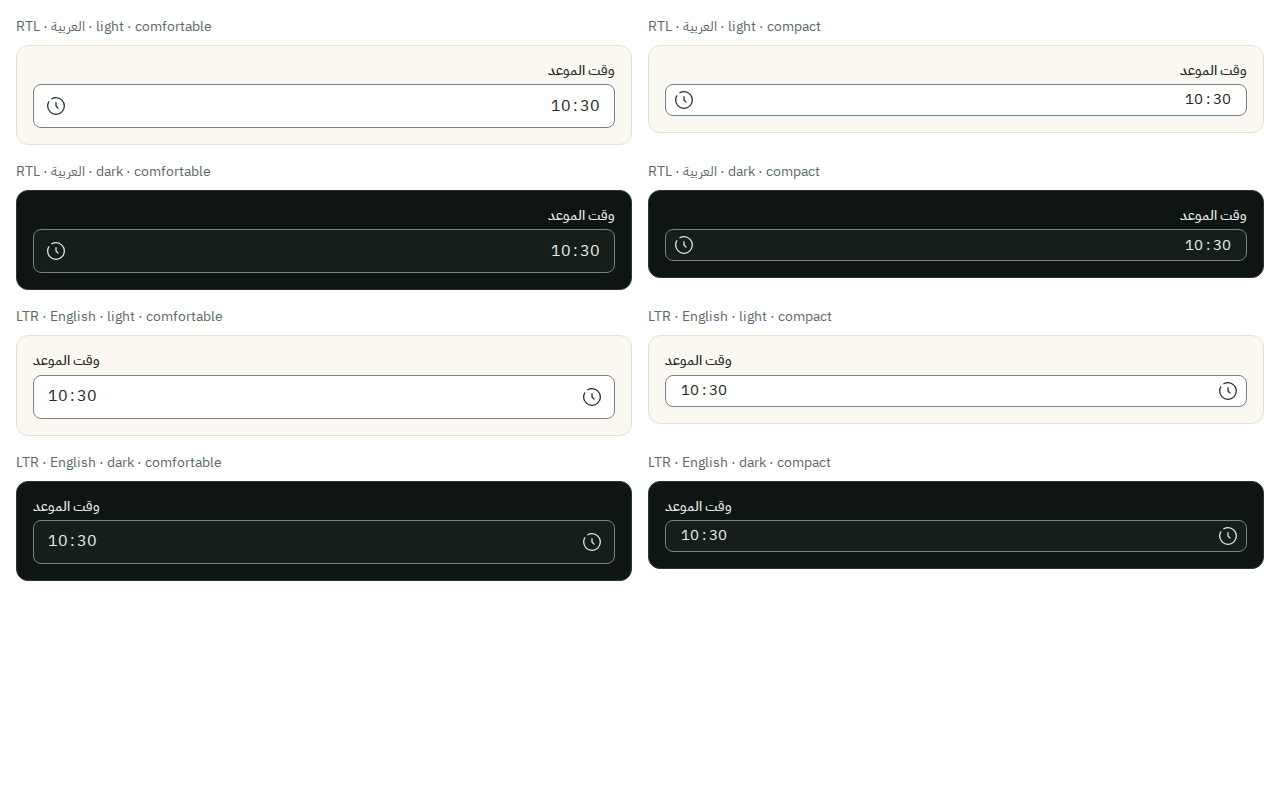 RTL · العربية · light · comfortable
وقت الموعد
10:30
RTL · العربية · light · compact
وقت الموعد
10:30
RTL · العربية · dark · comfortable
وقت الموعد
10:30
RTL · العربية · dark · compact
وقت الموعد
10:30
LTR · English · light · comfortable
وقت الموعد
10:30
LTR · English · light · compact
وقت الموعد
10:30
LTR · English · dark · comfortable
وقت الموعد
10:30
LTR · English · dark · compact
وقت الموعد
10:30